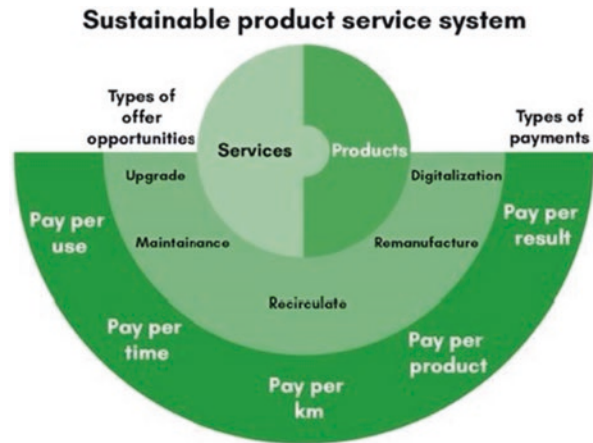 Sustainable product service system
Types of
offer
opportunities
Types of
payments
Services
Products
Upgrade
Digitalization
Maintainance
Remanufacture
Recirculate
Pay per
use
Pay per
time
Pay per
km
Pay per
product
Pay per
result